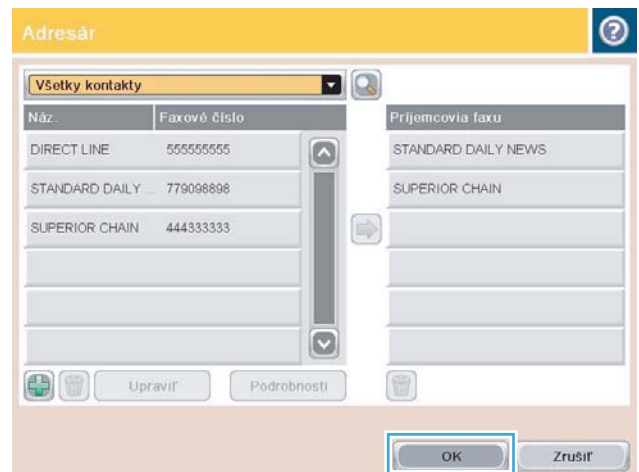 Adresár
Všetky kontakty
Náz. Faxové číslo
DIRECT LINE 555555555
STANDARD DAILY ... 779098898
SUPERIOR CHAIN 444333333
Príjemcovia faxu
STANDARD DAILY NEWS
SUPERIOR CHAIN
Upraviť Podrobnosti
OK Zrušiť